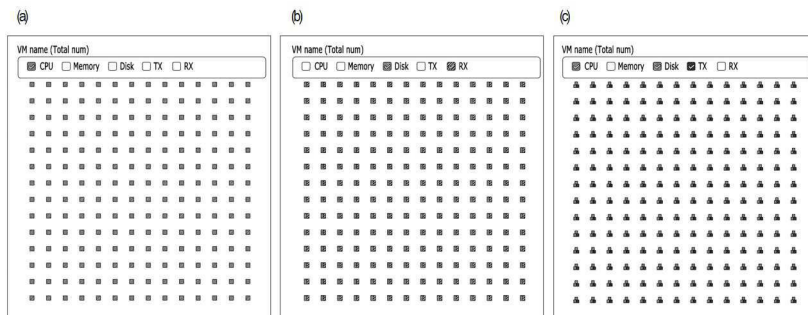 (a)
VM name (Total num)
CPU Memory Disk TX RX
(b)
VM name (Total num)
CPU Memory Disk TX RX
(c)
VM name (Total num)
CPU Memory Disk TX RX